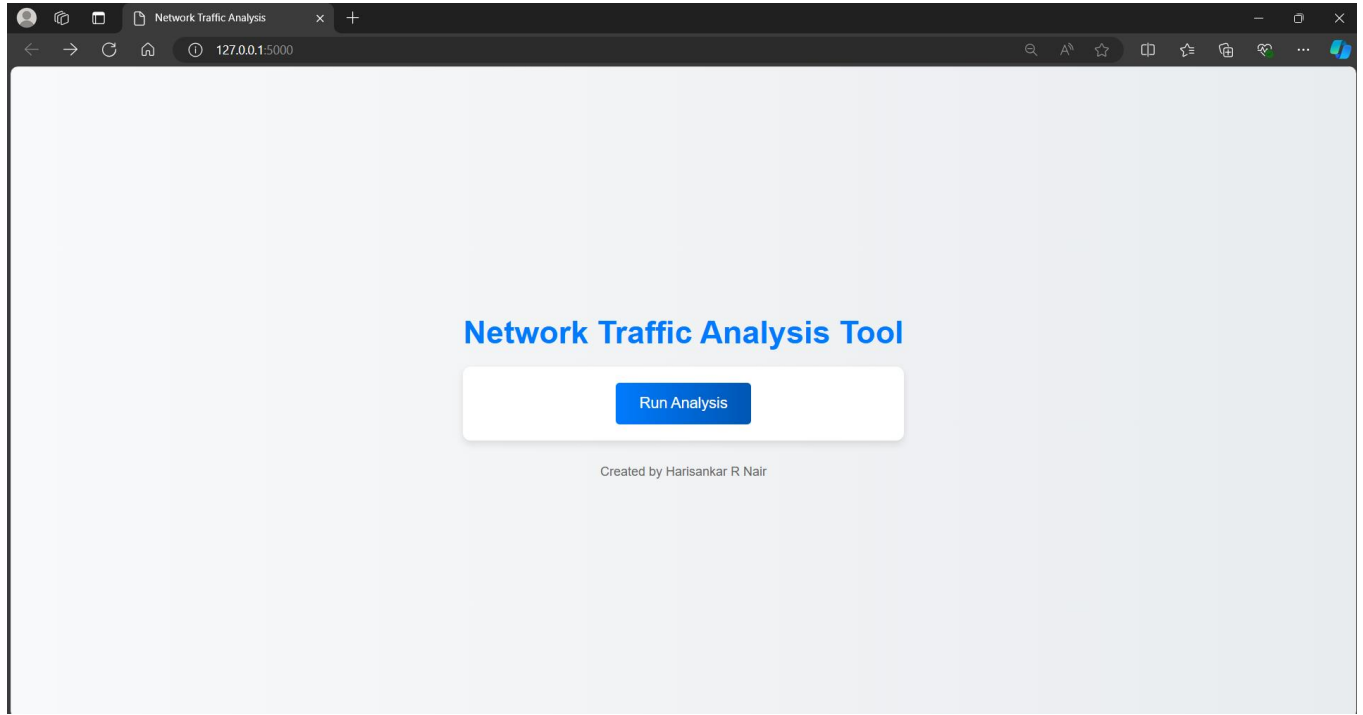 Network Traffic Analysis
127.0.0.1:5000
Network Traffic Analysis Tool
Run Analysis
Created by Harisankar R Nair